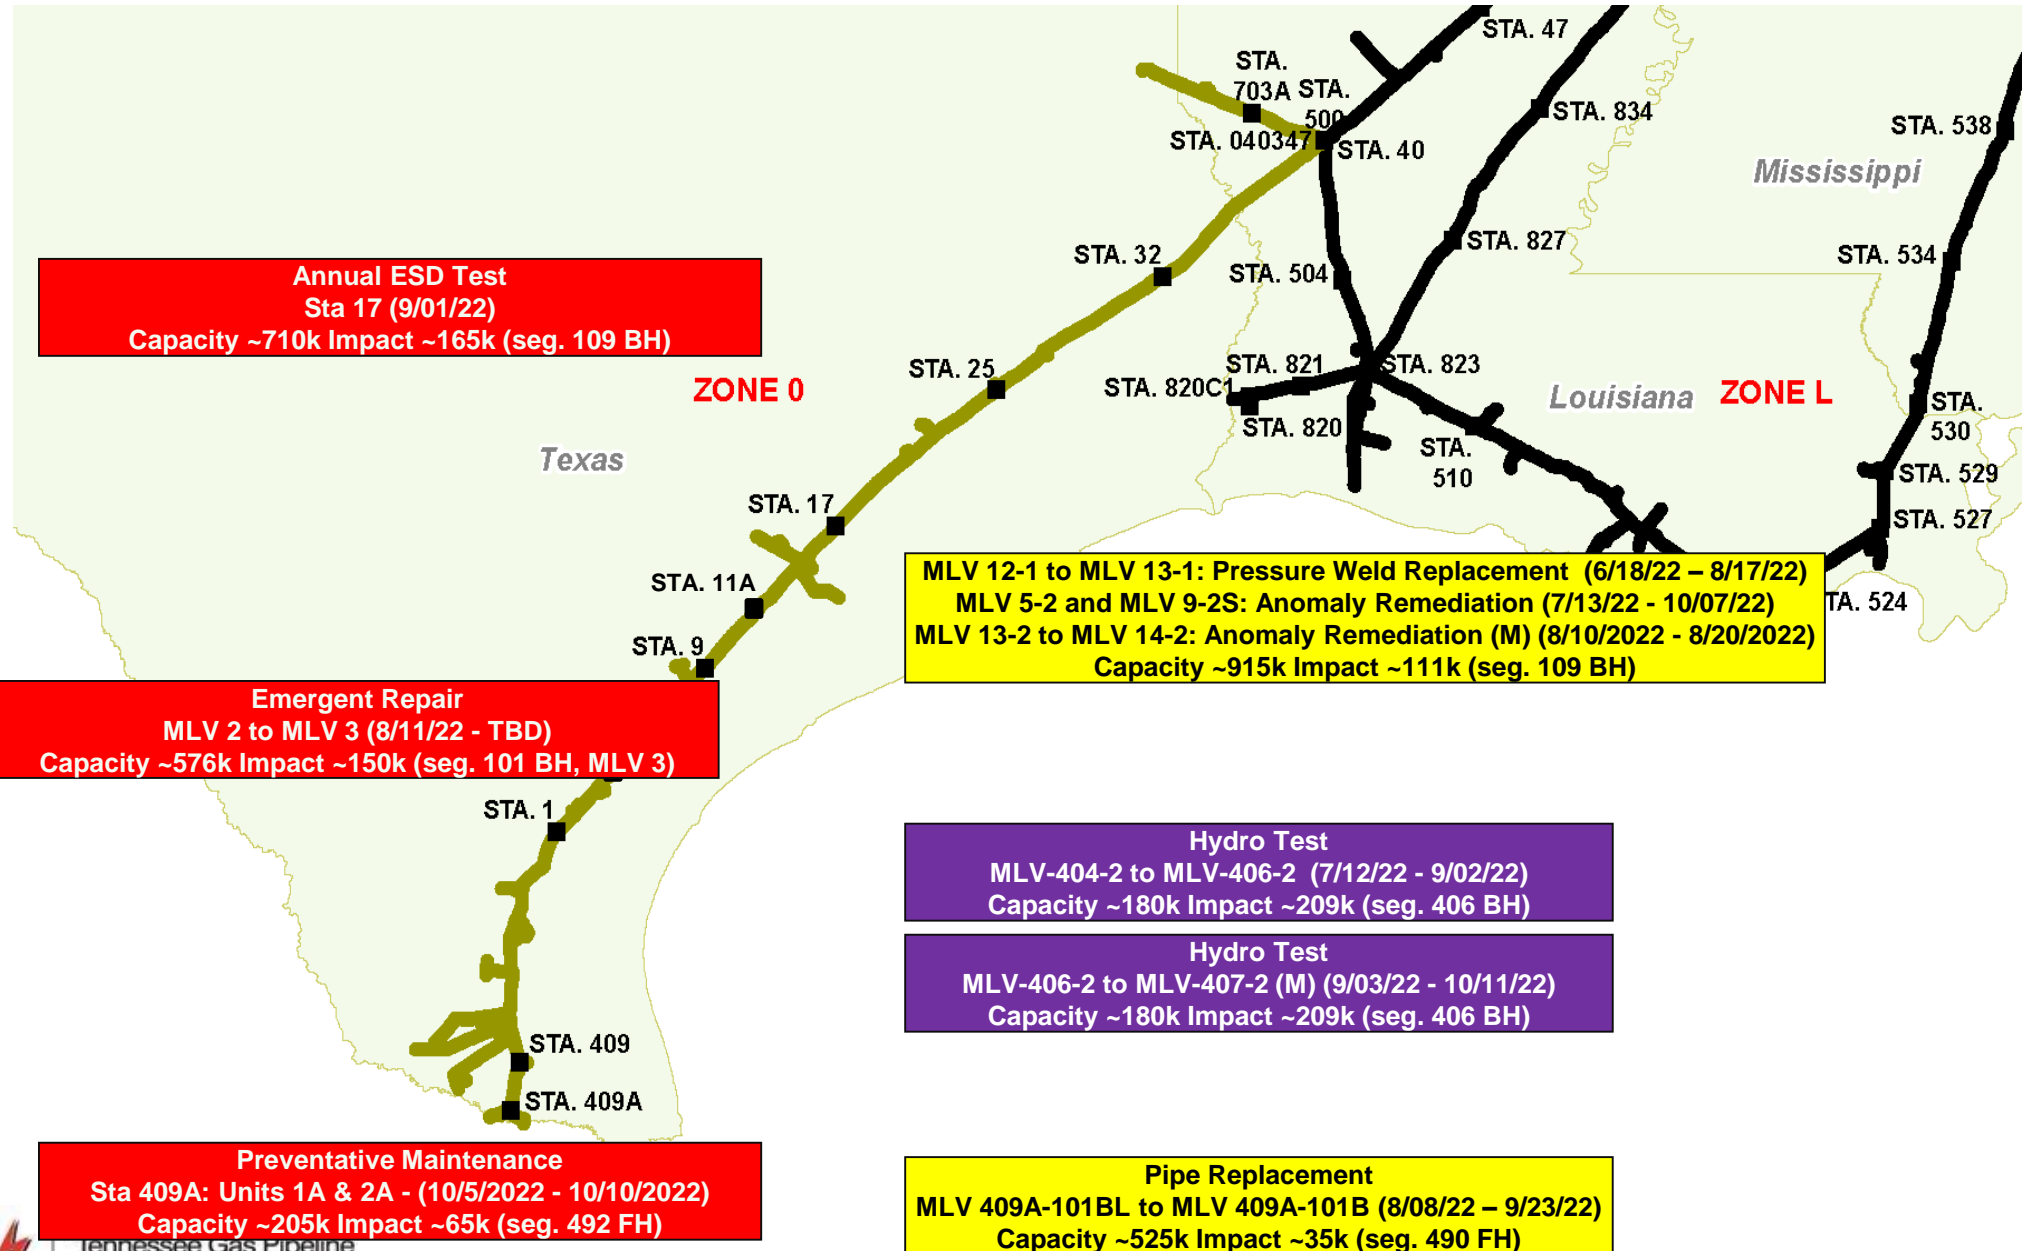 STA. 47
STA.
703A
STA.
500
STA. 834
STA. 538
STA. 040347
STA. 40
Mississippi
STA. 827
STA. 534
STA. 32
STA. 504
Annual ESD Test
Sta 17 (9/01/22)
Capacity ~710k Impact ~165k (seg. 109 BH)
STA. 25
STA. 821
STA. 823
ZONE 0
STA. 820C1
Louisiana
ZONE L
STA.
530
STA. 820
STA.
510
Texas
STA. 529
STA. 17
STA. 527
MLV 12-1 to MLV 13-1: Pressure Weld Replacement (6/18/22 – 8/17/22)
MLV 5-2 and MLV 9-2S: Anomaly Remediation (7/13/22 - 10/07/22)
MLV 13-2 to MLV 14-2: Anomaly Remediation (M) (8/10/2022 - 8/20/2022)
Capacity ~915k Impact ~111k (seg. 109 BH)
TA. 524
STA. 11A
STA. 9
Emergent Repair
MLV 2 to MLV 3 (8/11/22 - TBD)
Capacity ~576k Impact ~150k (seg. 101 BH, MLV 3)
STA. 1
Hydro Test
MLV-404-2 to MLV-406-2 (7/12/22 - 9/02/22)
Capacity ~180k Impact ~209k (seg. 406 BH)
Hydro Test
MLV-406-2 to MLV-407-2 (M) (9/03/22 - 10/11/22)
Capacity ~180k Impact ~209k (seg. 406 BH)
STA. 409
STA. 409A
Preventative Maintenance
Sta 409A: Units 1A & 2A - (10/5/2022 - 10/10/2022)
Capacity ~205k Impact ~65k (seg. 492 FH)
Pipe Replacement
MLV 409A-101BL to MLV 409A-101B (8/08/22 – 9/23/22)
Capacity ~525k Impact ~35k (seg. 490 FH)
Tennessee Gas Pipeline